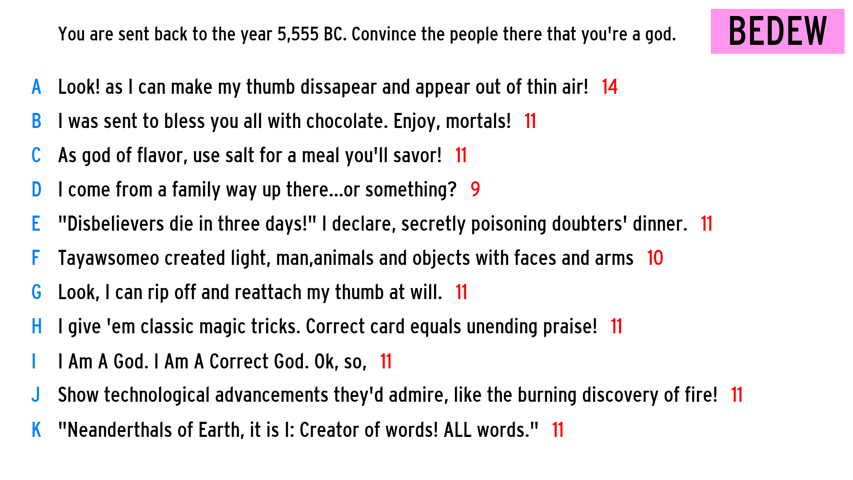 You are sent back to the year 5,555 BC. Convince the people there that you're a god.
BEDEW
A Look! as I can make my thumb dissapear and appear out of thin air! 14
B I was sent to bless you all with chocolate. Enjoy, mortals! 11
C As god of flavor, use salt for a meal you'll savor! 11
D I come from a family way up there...or something? 9
E "Disbelievers die in three days!" I declare, secretly poisoning doubters' dinner. 11
F Tayawsomeo created light, man,animals and objects with faces and arms 10
G Look, I can rip off and reattach my thumb at will. 11
H I give 'em classic magic tricks. Correct card equals unending praise! 11
I I Am A God. I Am A Correct God. Ok, so, 11
J Show technological advancements they'd admire, like the burning discovery of fire! 11
K "Neanderthals of Earth, it is I: Creator of words! ALL words." 11